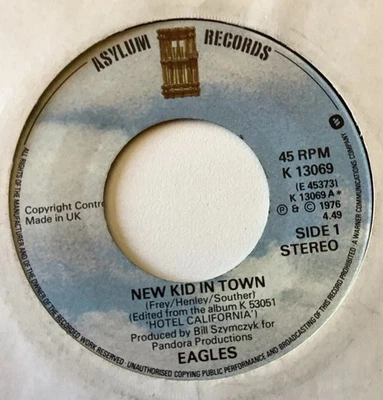 ASYLUM RECORDS
45 RPM
K 13069
(E 45373)
K 13069 A*
Ⓟ & © 1976
4.49
SIDE 1
STEREO
Copyright Contro
Made in UK
NEW KID IN TOWN
(Frey/Henley/Souther)
(Edited from the album K 53051
'HOTEL CALIFORNIA')
Produced by Bill Szymczyk for
Pandora Productions
EAGLES
ALL RIGHTS OF THE MANUFACTURER AND OF THE OWNER OF THE RECORDED WORK RESERVED. UNAUTHORISED COPYING PUBLIC PERFORMANCE AND BROADCASTING OF THIS RECORD PROHIBITED. A WARNER COMMUNICATIONS COMPANY